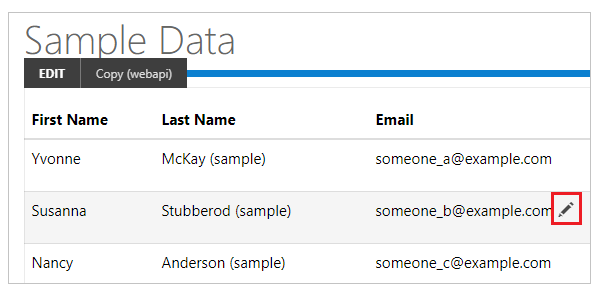 Sample Data
EDIT Copy (webapi)
First Name Last Name Email
Yvonne McKay (sample) someone_a@example.com
Susanna Stubberod (sample) someone_b@example.com
Nancy Anderson (sample) someone_c@example.com